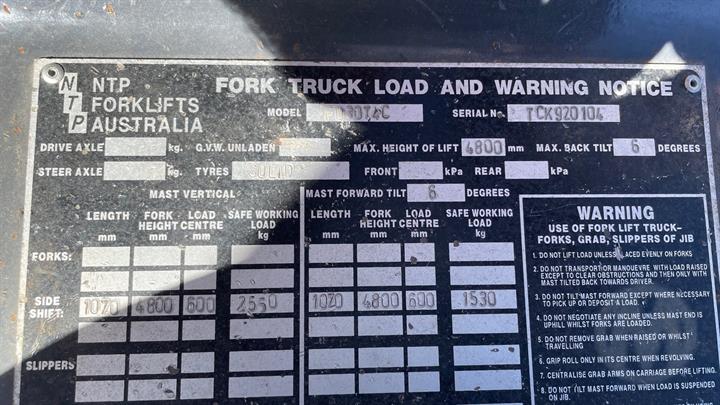 NTP NTP FORKLIFTS AUSTRALIA
FORK TRUCK LOAD AND WARNING NOTICE
MODEL SERIAL No. TCK920104
DRIVE AXLE kg. G.V.W. UNLADEN MAX. HEIGHT OF LIFT 4800 mm MAX. BACK TILT 6 DEGREES
STEER AXLE kg. TYRES SOLID FRONT kPa REAR kPa
MAST VERTICAL MAST FORWARD TILT 6 DEGREES
LENGTH mm FORK HEIGHT mm LOAD CENTRE mm SAFE WORKING LOAD kg LENGTH mm FORK HEIGHT mm LOAD CENTRE mm SAFE WORKING LOAD kg
FORKS:
SIDE SHIFT: 1070 4800 600 1070 4800 600 1530
SLIPPERS
WARNING
USE OF FORK LIFT TRUCK–
FORKS, GRAB, SLIPPERS OF JIB
1. DO NOT LIFT LOAD UNLESS PLACED EVENLY ON FORKS
2. DO NOT TRANSPORT OR MANOEUVRE WITH LOAD RAISED
EXCEPT TO CLEAR OBSTRUCTIONS AND THEN ONLY WITH
MAST TILTED BACK TOWARDS DRIVER.
3. DO NOT TILT MAST FORWARD EXCEPT WHERE NECESSARY
TO PICK UP OR DEPOSIT A LOAD.
4. DO NOT NEGOTIATE ANY INCLINE UNLESS MAST END IS
UPHILL WHILST FORKS ARE LOADED.
5. DO NOT REMOVE GRAB WHEN RAISED OR WHILST
TRAVELLING
6. GRIP ROLL ONLY IN ITS CENTRE WHEN REVOLVING.
7. CENTRALISE GRAB ARMS ON CARRIAGE BEFORE LIFTING.
8. DO NOT TILT MAST FORWARD WHEN LOAD IS SUSPENDED
ON JIB.